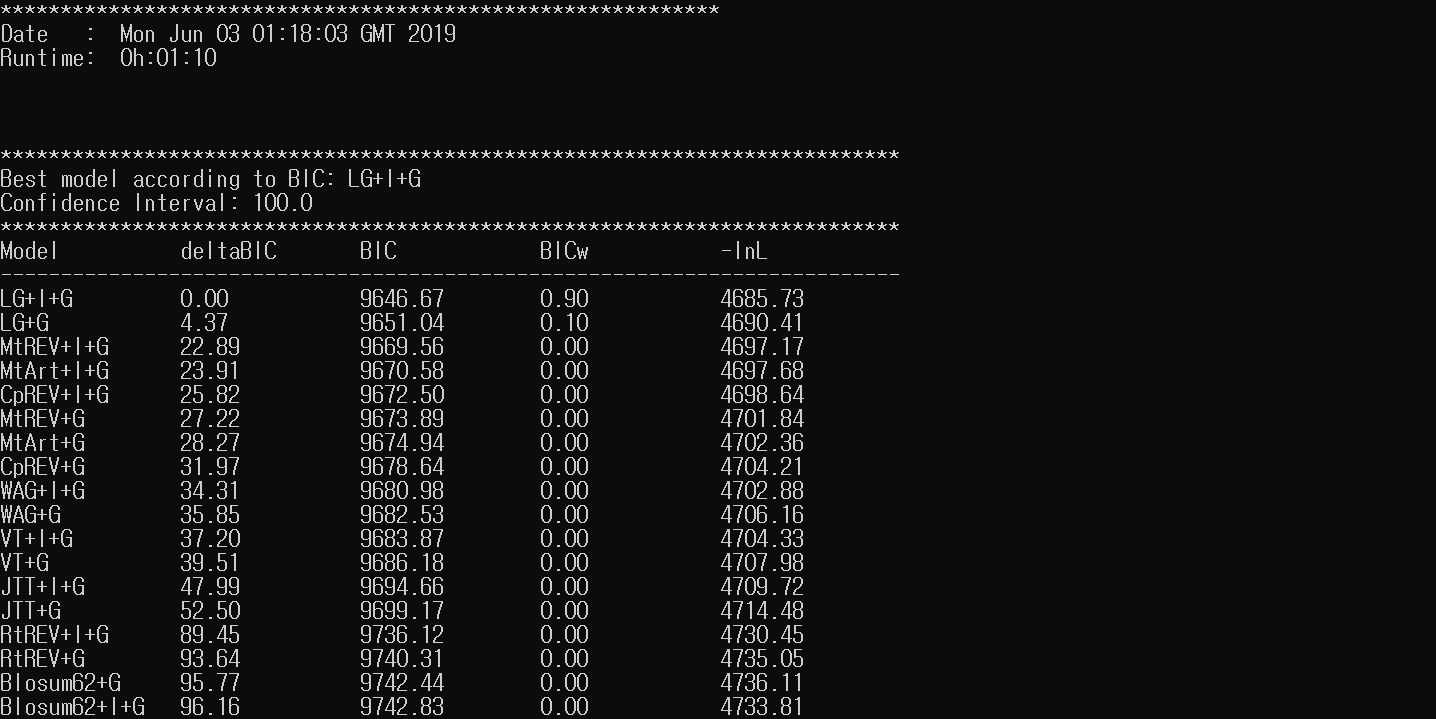 ************************************************************
Date   :  Mon Jun 03 01:18:03 GMT 2019
Runtime:  0h:01:10
***************************************************************************
Best model according to BIC: LG+I+G
Confidence Interval: 100.0
***************************************************************************
Model          deltaBIC       BIC            BICw           -lnL
---------------------------------------------------------------------------
LG+I+G         0.00           9646.67        0.90           4685.73
LG+G           4.37           9651.04        0.10           4690.41
MtREV+I+G      22.89          9669.56        0.00           4697.17
MtArt+I+G      23.91          9670.58        0.00           4697.68
CpREV+I+G      25.82          9672.50        0.00           4698.64
MtREV+G        27.22          9673.89        0.00           4701.84
MtArt+G        28.27          9674.94        0.00           4702.36
CpREV+G        31.97          9678.64        0.00           4704.21
WAG+I+G        34.31          9680.98        0.00           4702.88
WAG+G          35.85          9682.53        0.00           4706.16
VT+I+G         37.20          9683.87        0.00           4704.33
VT+G           39.51          9686.18        0.00           4707.98
JTT+I+G        47.99          9694.66        0.00           4709.72
JTT+G          52.50          9699.17        0.00           4714.48
RtREV+I+G      89.45          9736.12        0.00           4730.45
RtREV+G        93.64          9740.31        0.00           4735.05
Blosum62+G     95.77          9742.44        0.00           4736.11
Blosum62+I+G   96.16          9742.83        0.00           4733.81